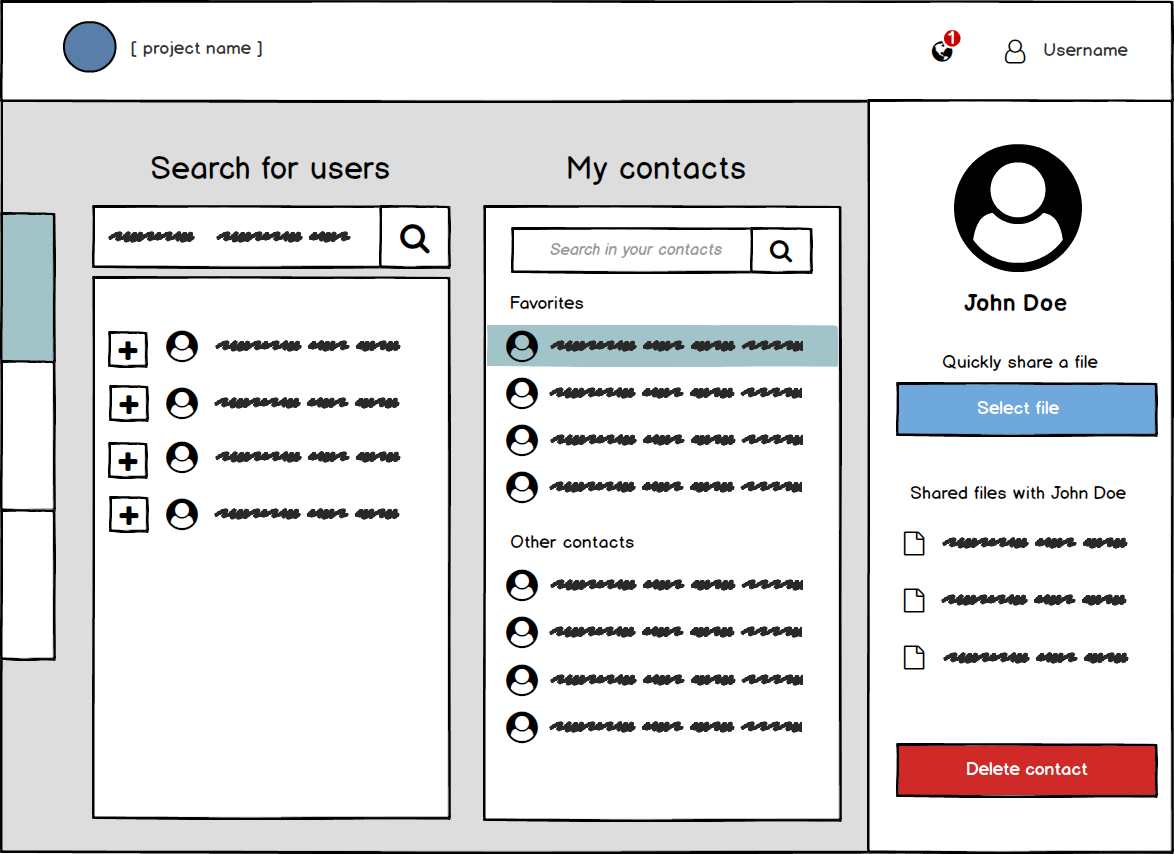 [ project name ]
1
Username
Search for users
My contacts
Search in your contacts
Favorites
Other contacts
John Doe
Quickly share a file
Select file
Shared files with John Doe
Delete contact